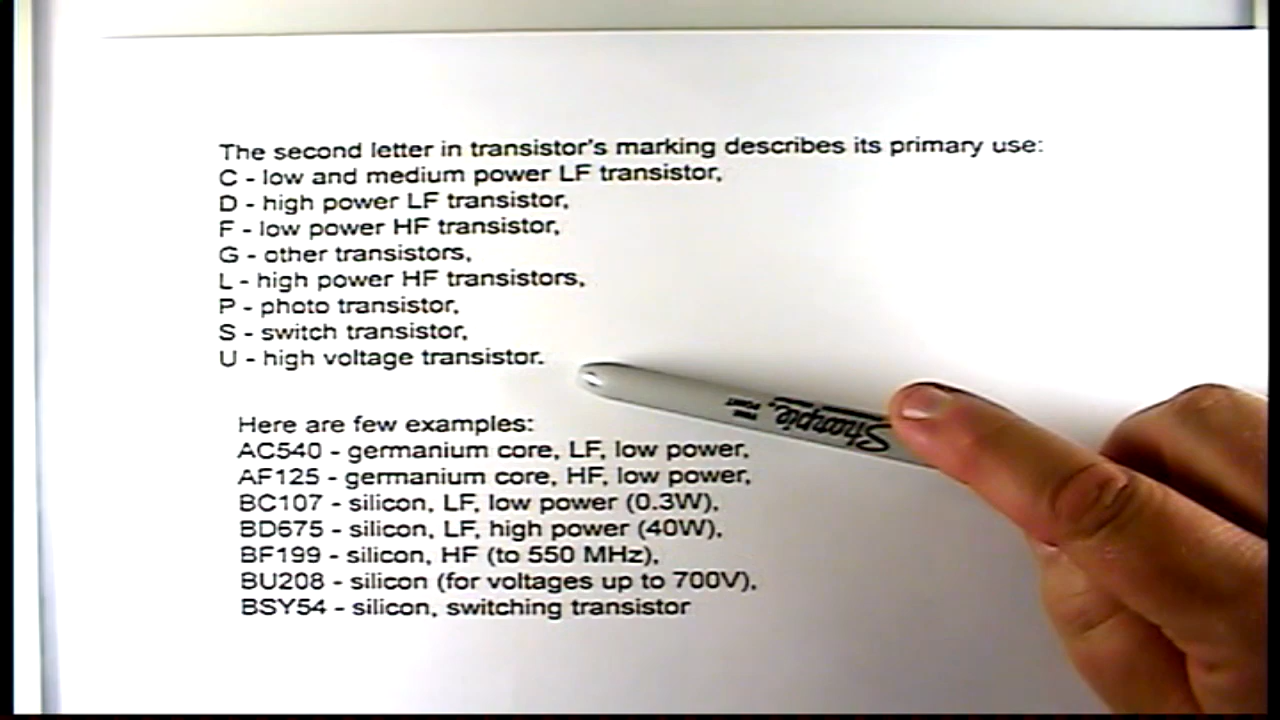 The second letter in transistor's marking describes its primary use:
C - low and medium power LF transistor,
D - high power LF transistor,
F - low power HF transistor,
G - other transistors,
L - high power HF transistors,
P - photo transistor,
S - switch transistor,
U - high voltage transistor.
Here are few examples:
AC540 - germanium core, LF, low power,
AF125 - germanium core, HF, low power,
BC107 - silicon, LF, low power (0.3W),
BD675 - silicon, LF, high power (40W),
BF199 - silicon, HF (to 550 MHz),
BU208 - silicon (for voltages up to 700V),
BSY54 - silicon, switching transistor
Sharpie.
FINE POINT